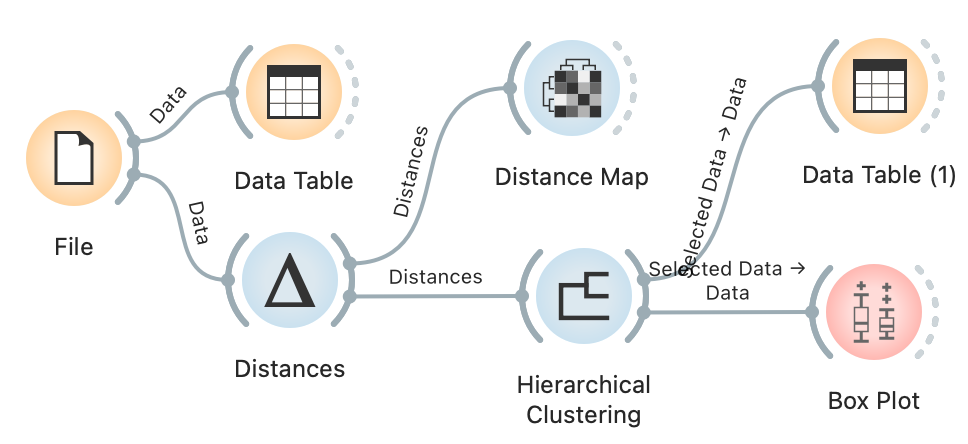 Data
Data Table
File
Data
Distances
Distances
Distance Map
Distances
Hierarchical
Clustering
Selected Data → Data
Data Table (1)
Selected Data →
Data
Box Plot